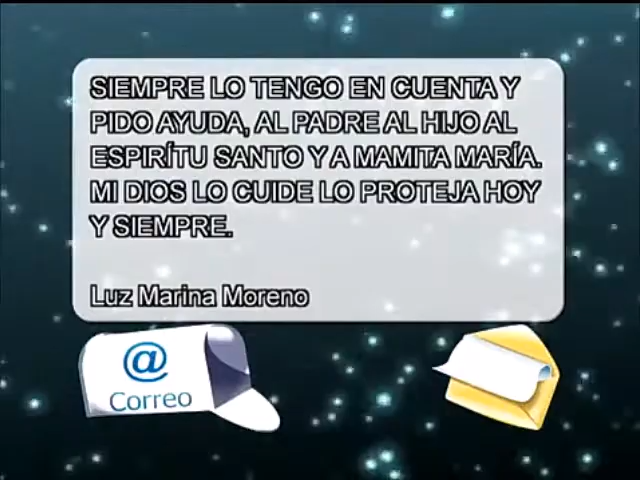 SIEMPRE LO TENGO EN CUENTA Y
PIDO AYUDA, AL PADRE AL HIJO AL
ESPIRÍTU SANTO Y A MAMITA MARÍA.
MI DIOS LO CUIDE LO PROTEJA HOY
Y SIEMPRE.
Luz Marina Moreno
@
Correo